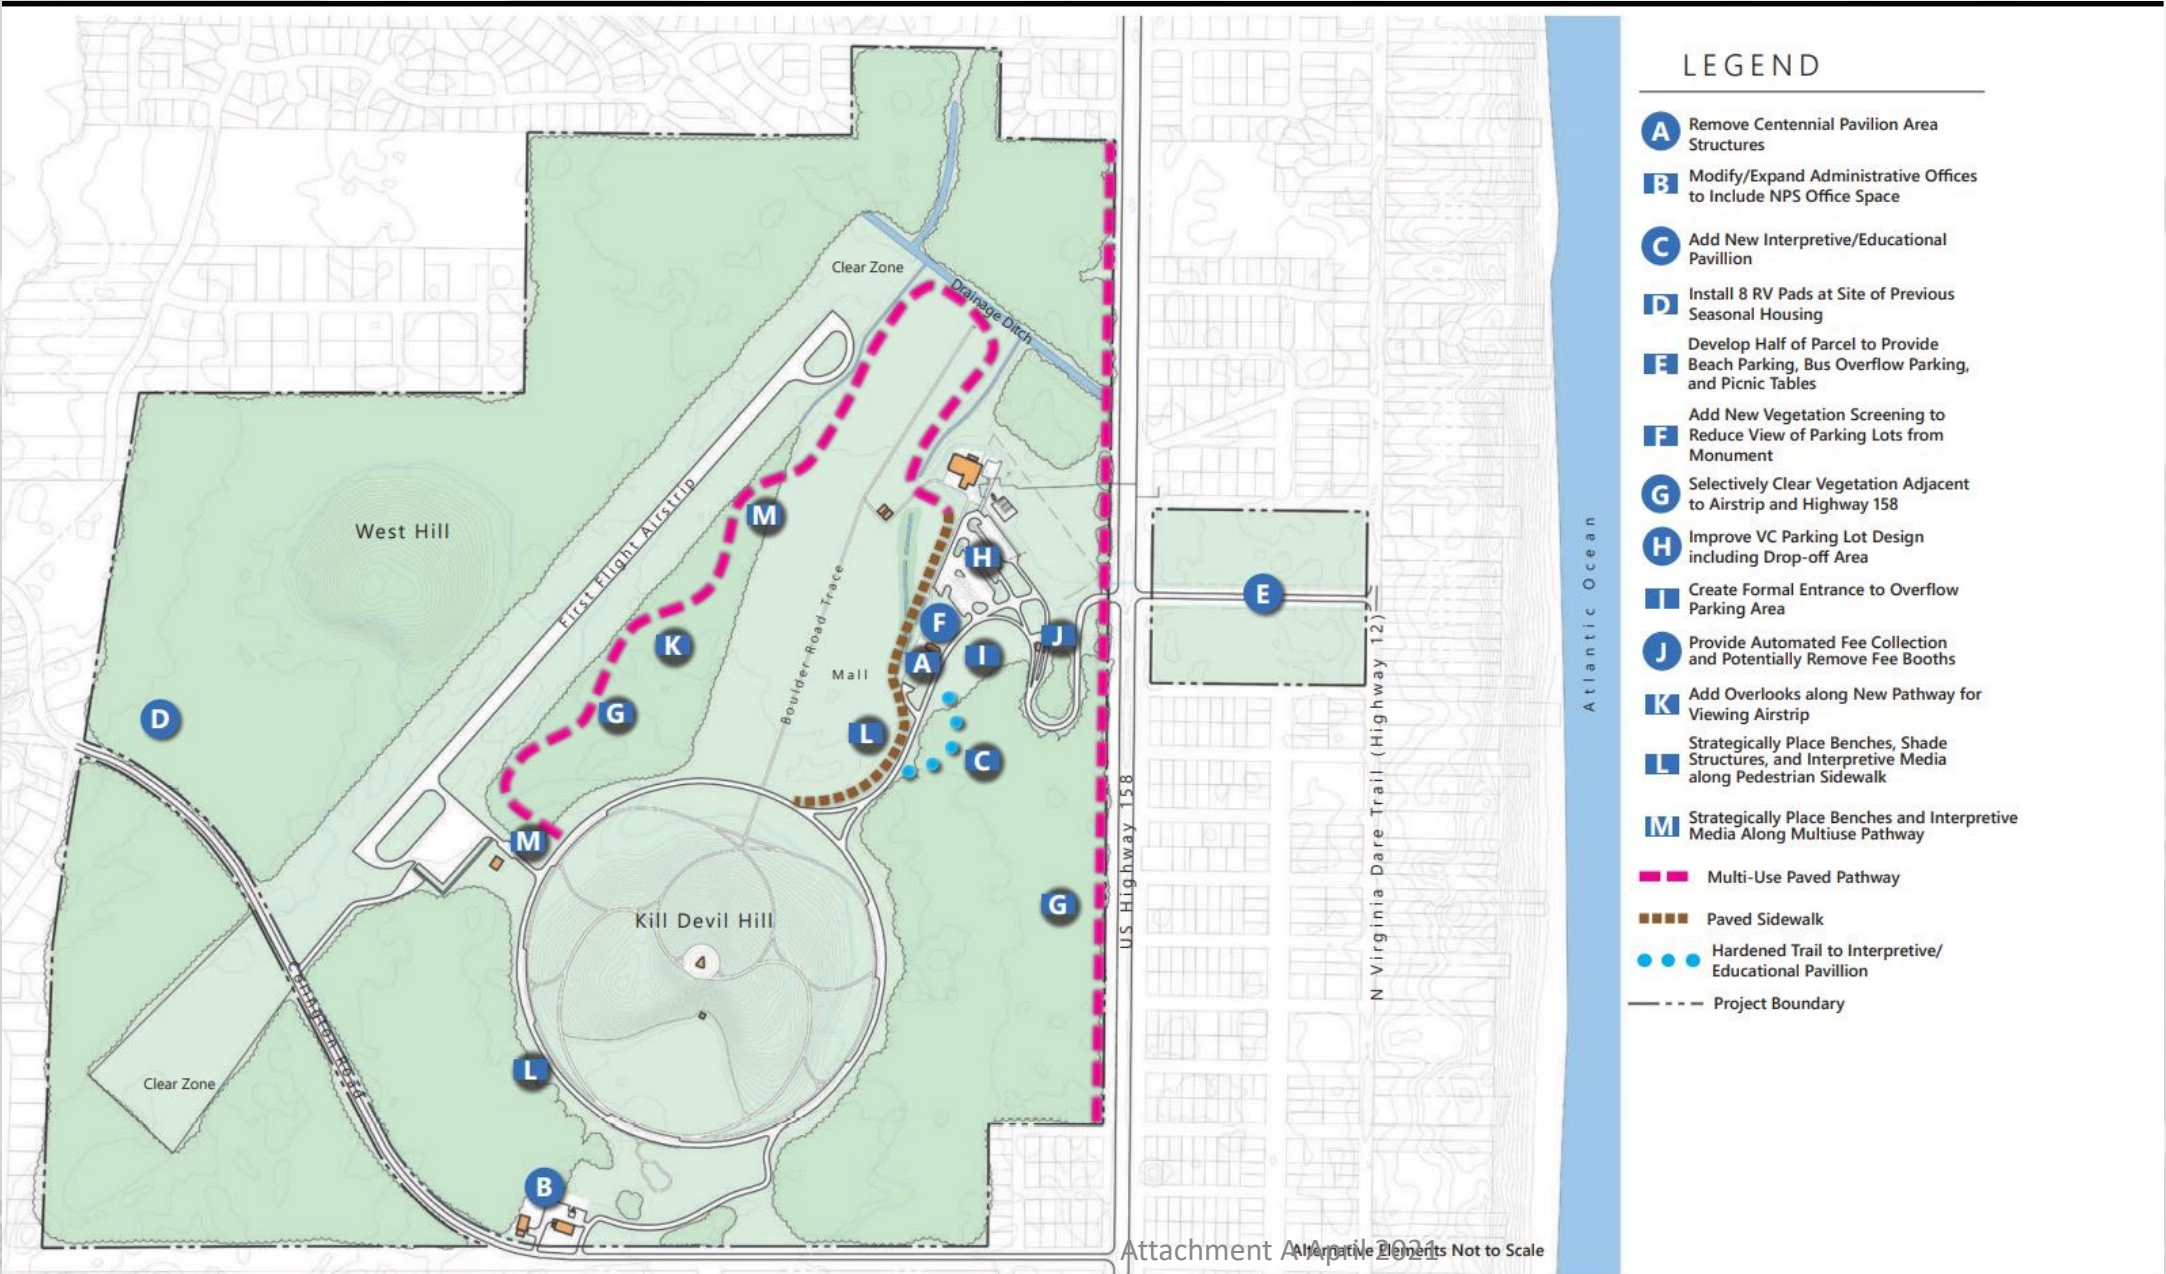 Clear Zone
Drainage Ditch
West Hill
First Flight Airstrip
M
H
E
K
F
J
A
I
Boulder Road Trace
Mall
D
G
L
C
M
G
Kill Devil Hill
US Highway 158
N Virginia Dare Trail (Highway 12)
Atlantic Ocean
Colington Road
L
Clear Zone
B
Attachment A April 2021
Alternative Elements Not to Scale
LEGEND
A Remove Centennial Pavilion Area
Structures
B Modify/Expand Administrative Offices
to Include NPS Office Space
C Add New Interpretive/Educational
Pavillion
D Install 8 RV Pads at Site of Previous
Seasonal Housing
E Develop Half of Parcel to Provide
Beach Parking, Bus Overflow Parking,
and Picnic Tables
F Add New Vegetation Screening to
Reduce View of Parking Lots from
Monument
G Selectively Clear Vegetation Adjacent
to Airstrip and Highway 158
H Improve VC Parking Lot Design
including Drop-off Area
I Create Formal Entrance to Overflow
Parking Area
J Provide Automated Fee Collection
and Potentially Remove Fee Booths
K Add Overlooks along New Pathway for
Viewing Airstrip
L Strategically Place Benches, Shade
Structures, and Interpretive Media
along Pedestrian Sidewalk
M Strategically Place Benches and Interpretive
Media Along Multiuse Pathway
Multi-Use Paved Pathway
Paved Sidewalk
Hardened Trail to Interpretive/
Educational Pavillion
Project Boundary